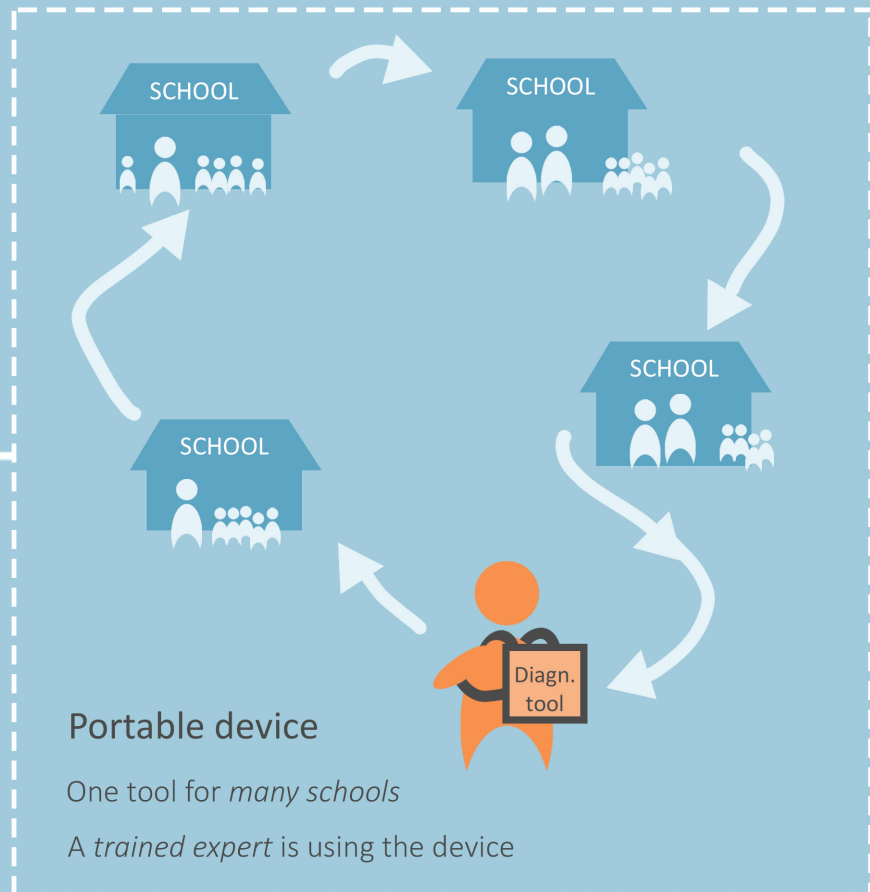 SCHOOL
SCHOOL
SCHOOL
SCHOOL
Diagn.
tool
Portable device
One tool for many schools
A trained expert is using the device